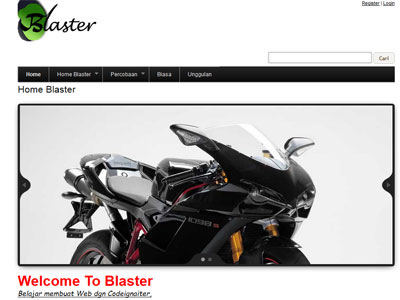 Register | Login
Blaster
Cari
Home Home Blaster Percobaan Biasa Unggulan
Home Blaster
1098 S
Welcome To Blaster
Belajar membuat Web dgn Codeigniter,